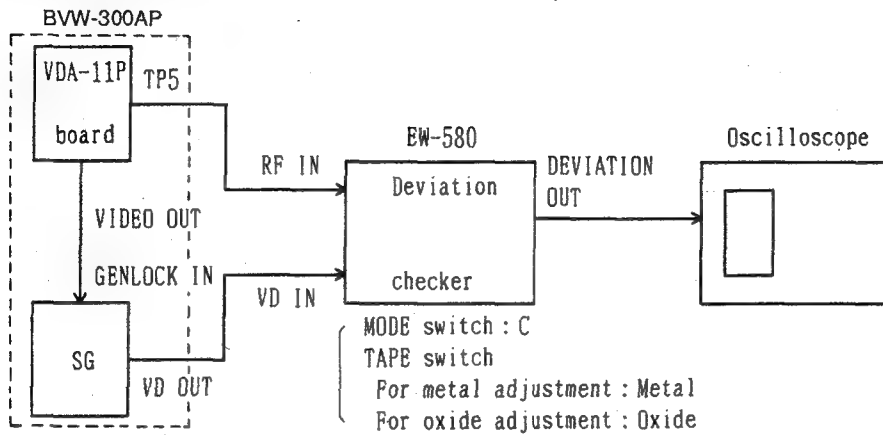 BVW-300AP
VDA-11P
board
TP5
RF IN
EW-580
Deviation
checker
DEVIATION
OUT
Oscilloscope
VIDEO OUT
GENLOCK IN
VD IN
SG
VD OUT
MODE switch : C
TAPE switch
For metal adjustment : Metal
For oxide adjustment : Oxide